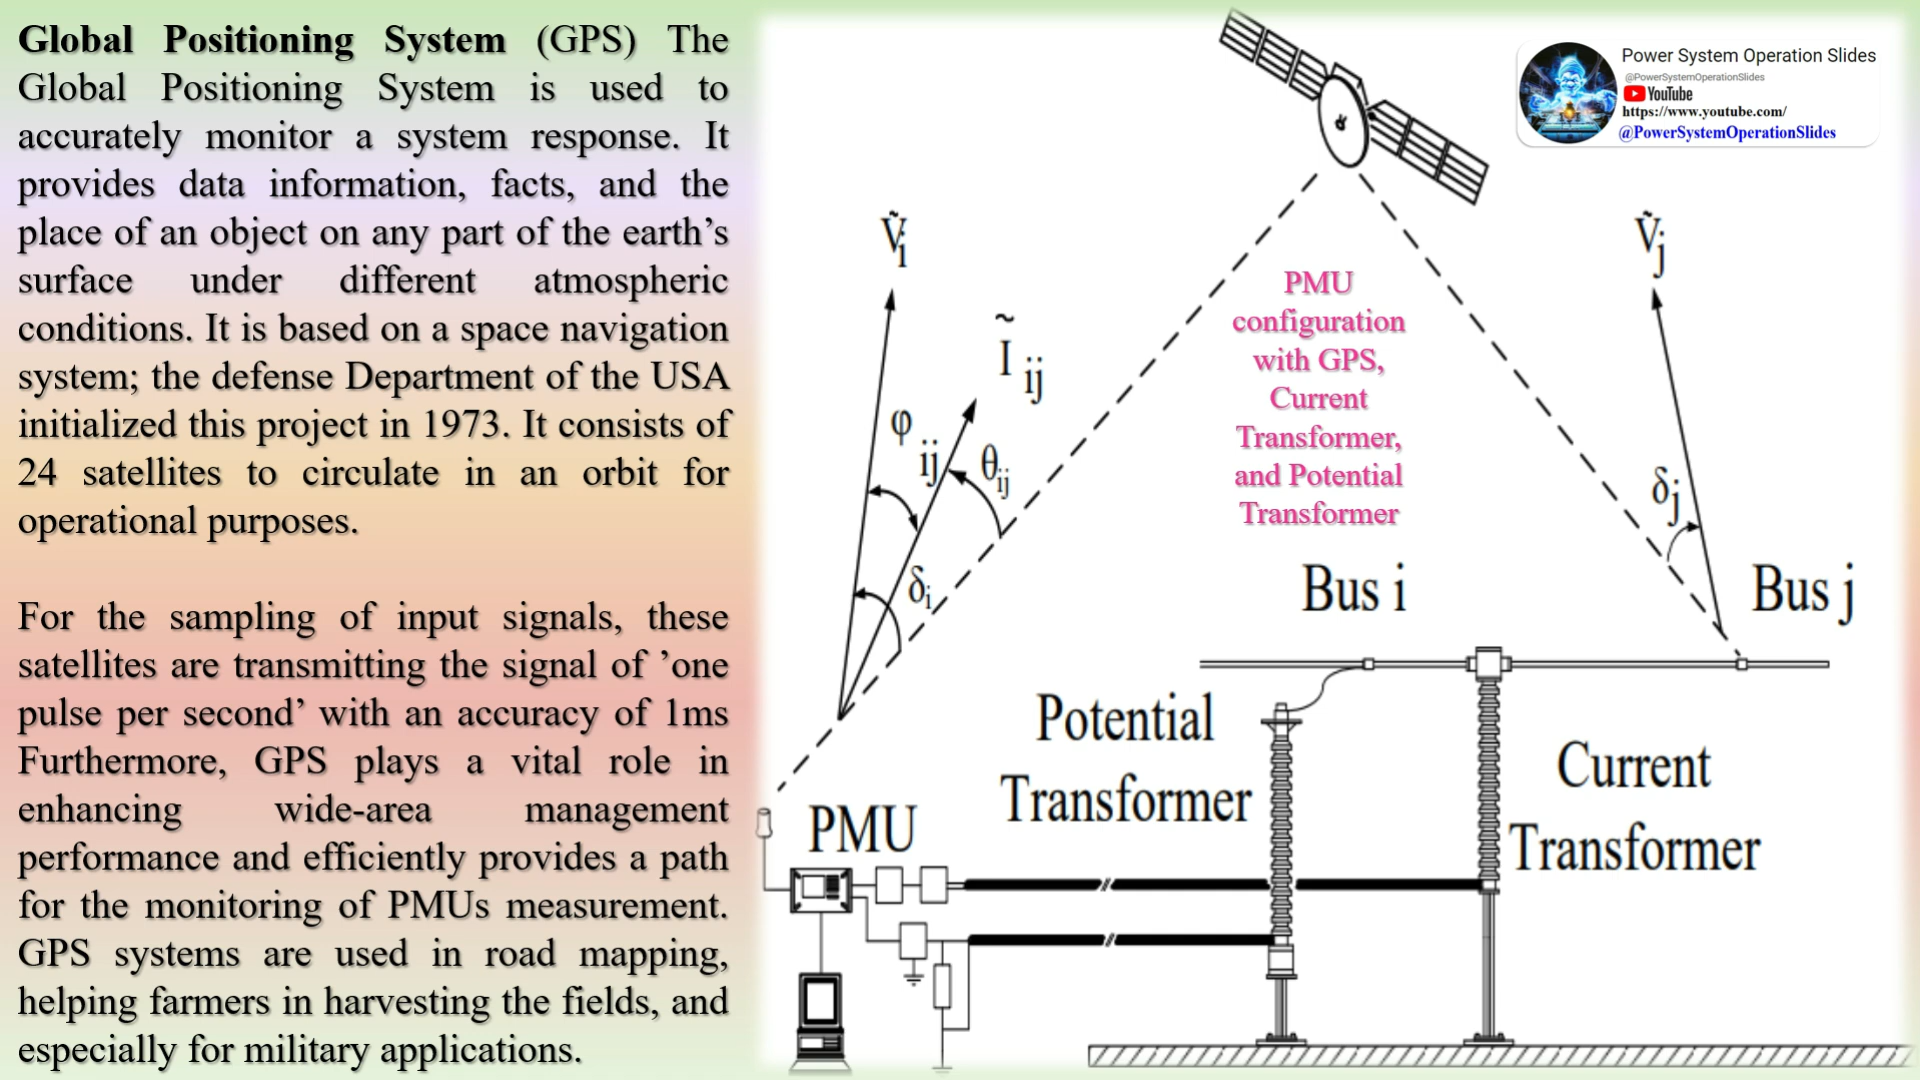 Global Positioning System (GPS) The
Global Positioning System is used to
accurately monitor a system response. It
provides data information, facts, and the
place of an object on any part of the earth’s
surface under different atmospheric
conditions. It is based on a space navigation
system; the defense Department of the USA
initialized this project in 1973. It consists of
24 satellites to circulate in an orbit for
operational purposes.
For the sampling of input signals, these
satellites are transmitting the signal of ’one
pulse per second’ with an accuracy of 1ms
Furthermore, GPS plays a vital role in
enhancing wide-area management
performance and efficiently provides a path
for the monitoring of PMUs measurement.
GPS systems are used in road mapping,
helping farmers in harvesting the fields, and
especially for military applications.
Power System Operation Slides
@PowerSystemOperationSlides
YouTube
https://www.youtube.com/
@PowerSystemOperationSlides
Ṽi
Ĩ ij
φ ij
θij
δi
PMU
configuration
with GPS,
Current
Transformer,
and Potential
Transformer
Ṽj
δj
Bus i
Bus j
Potential
Transformer
Current
Transformer
PMU